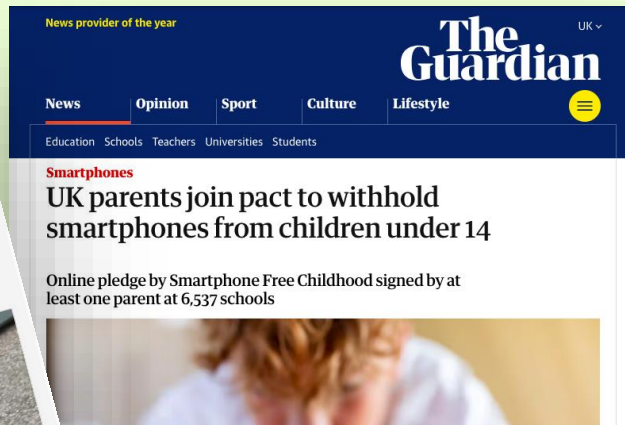 News provider of the year
The
Guardian
UK
News Opinion Sport Culture Lifestyle
Education Schools Teachers Universities Students
Smartphones
UK parents join pact to withhold
smartphones from children under 14
Online pledge by Smartphone Free Childhood signed by at
least one parent at 6,537 schools